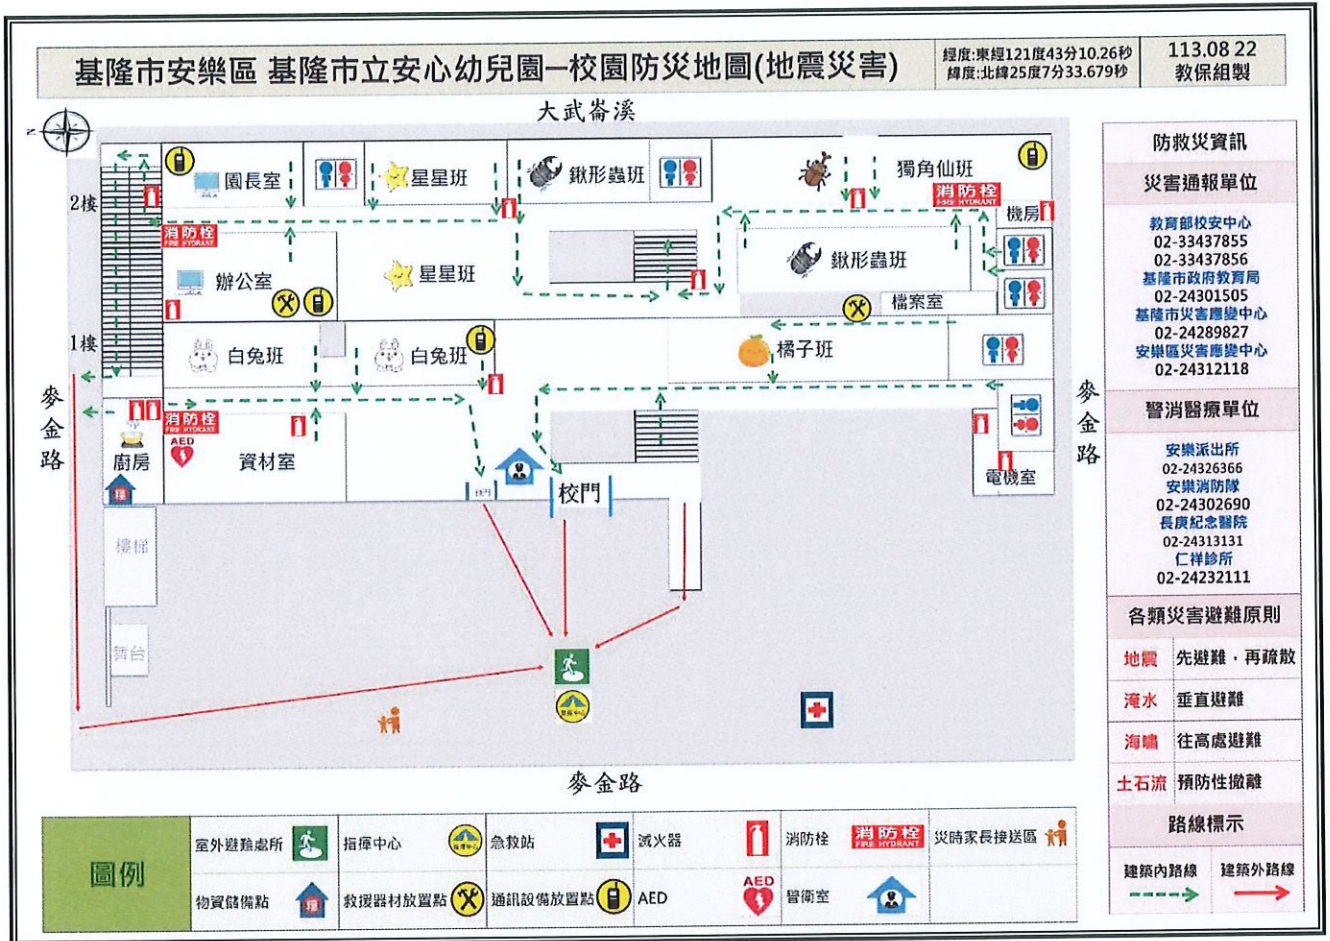 基隆市安樂區 基隆市立安心幼兒園─校園防災地圖(地震災害)
經度:東經121度43分10.26秒
緯度:北緯25度7分33.679秒
113.08 22
教保組製
大武崙溪
N
2樓
園長室
星星班
鍬形蟲班
獨角仙班
消防栓
FIRE HYDRANT
機房
消防栓
FIRE HYDRANT
辦公室
星星班
鍬形蟲班
檔案室
1樓
白兔班
白兔班
橘子班
麥金路
麥金路
消防栓
FIRE HYDRANT
AED
廚房
資材室
電機室
糧
校門
樓梯
舞台
指揮中心
麥金路
防救災資訊
災害通報單位
教育部校安中心
02-33437855
02-33437856
基隆市政府教育局
02-24301505
基隆市災害應變中心
02-24289827
安樂區災害應變中心
02-24312118
警消醫療單位
安樂派出所
02-24326366
安樂消防隊
02-24302690
長庚紀念醫院
02-24313131
仁祥診所
02-24232111
各類災害避難原則
地震 先避難，再疏散
淹水 垂直避難
海嘯 往高處避難
土石流 預防性撤離
路線標示
建築內路線 建築外路線
圖例
室外避難處所 指揮中心 指揮中心 急救站 滅火器 消防栓 消防栓 FIRE HYDRANT 災時家長接送區
物資儲備點 糧 救援器材放置點 通訊設備放置點 AED AED 警衛室